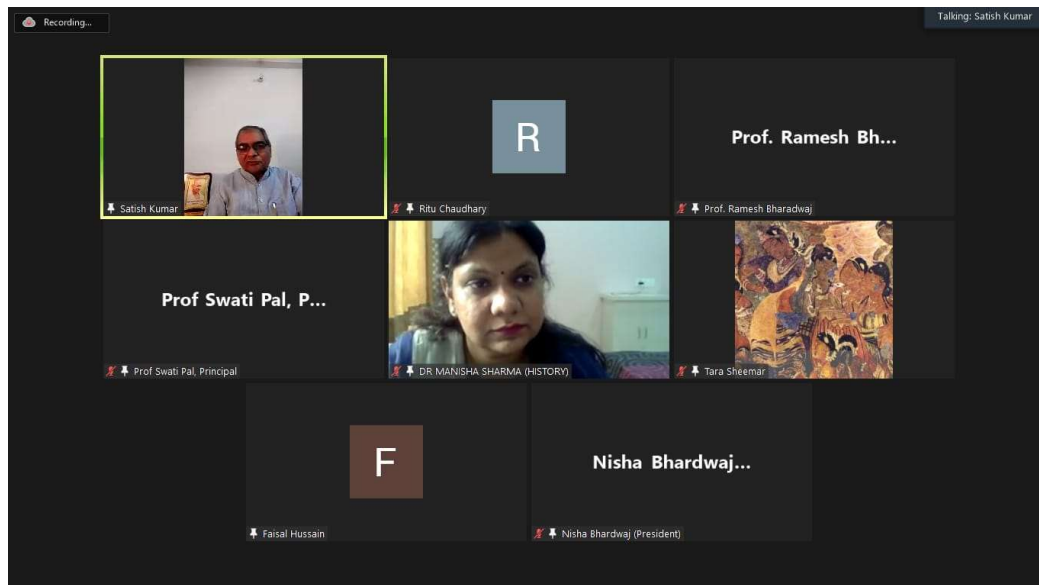 Recording...
Talking: Satish Kumar
Satish Kumar
R
Ritu Chaudhary
Prof. Ramesh Bh...
Prof. Ramesh Bharadwaj
Prof Swati Pal, P...
Prof Swati Pal, Principal
DR MANISHA SHARMA (HISTORY)
Tara Sheemar
F
Faisal Hussain
Nisha Bhardwaj...
Nisha Bhardwaj (President)